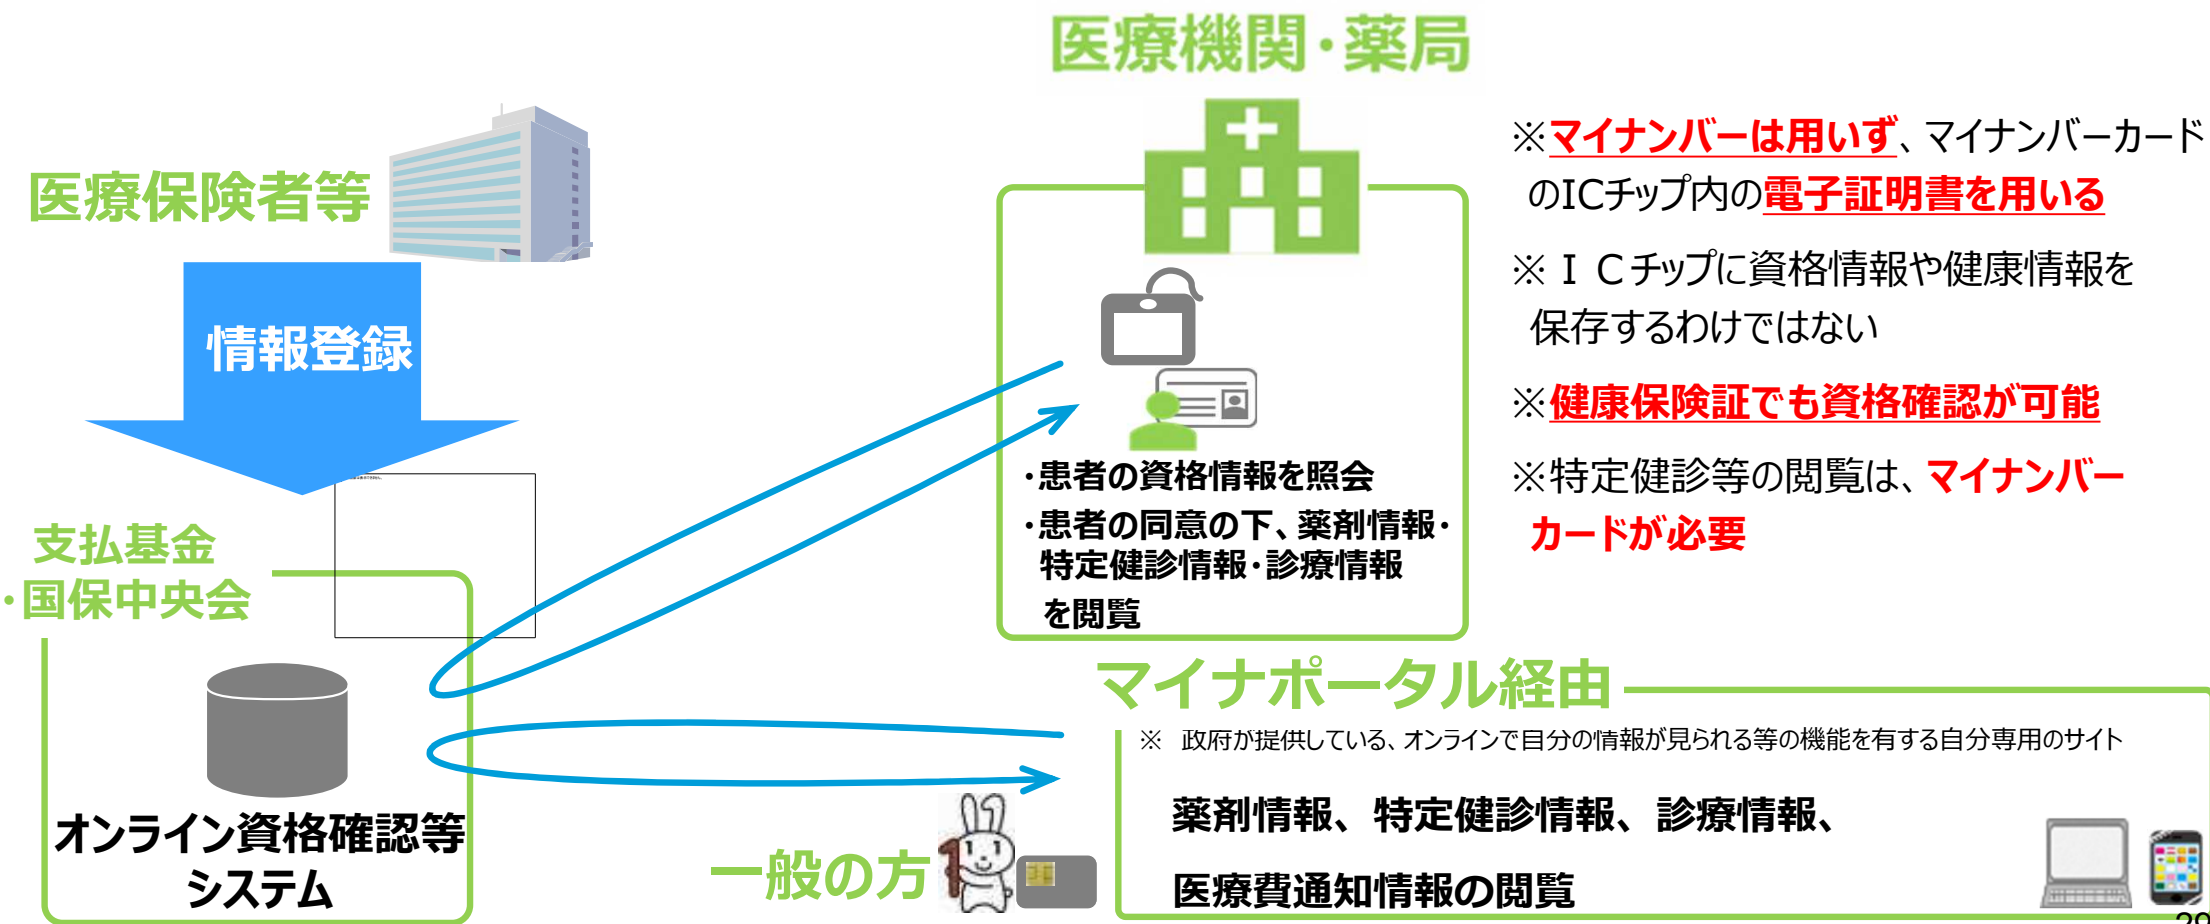 医療機関・薬局
医療保険者等
情報登録
支払基金
・国保中央会
オンライン資格確認等
システム
・患者の資格情報を照会
・患者の同意の下、薬剤情報・
特定健診情報・診療情報
を閲覧
※マイナンバーは用いず、マイナンバーカード
のICチップ内の電子証明書を用いる
※ＩＣチップに資格情報や健康情報を
保存するわけではない
※健康保険証でも資格確認が可能
※特定健診等の閲覧は、マイナンバー
カードが必要
マイナポータル経由
※　政府が提供している、オンラインで自分の情報が見られる等の機能を有する自分専用のサイト
薬剤情報、特定健診情報、診療情報、
医療費通知情報の閲覧
一般の方